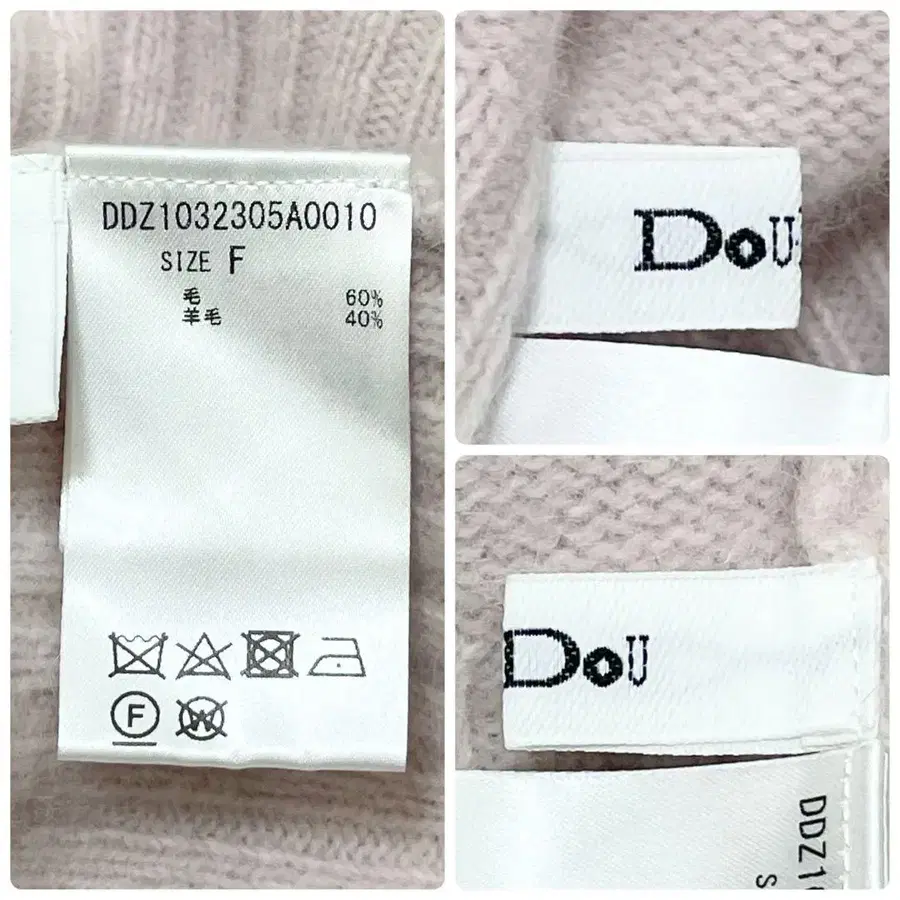 DDZ1032305A0010
SIZE F
毛 60%
羊毛 40%
F
W
DOU
DOU
DDZ1
S